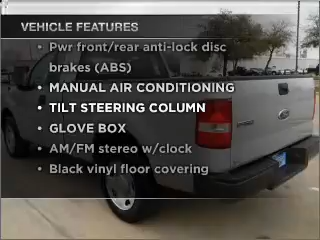 VEHICLE FEATURES
• Pwr front/rear anti-lock disc
brakes (ABS)
• MANUAL AIR CONDITIONING
• TILT STEERING COLUMN
• GLOVE BOX
• AM/FM stereo w/clock
• Black vinyl floor covering